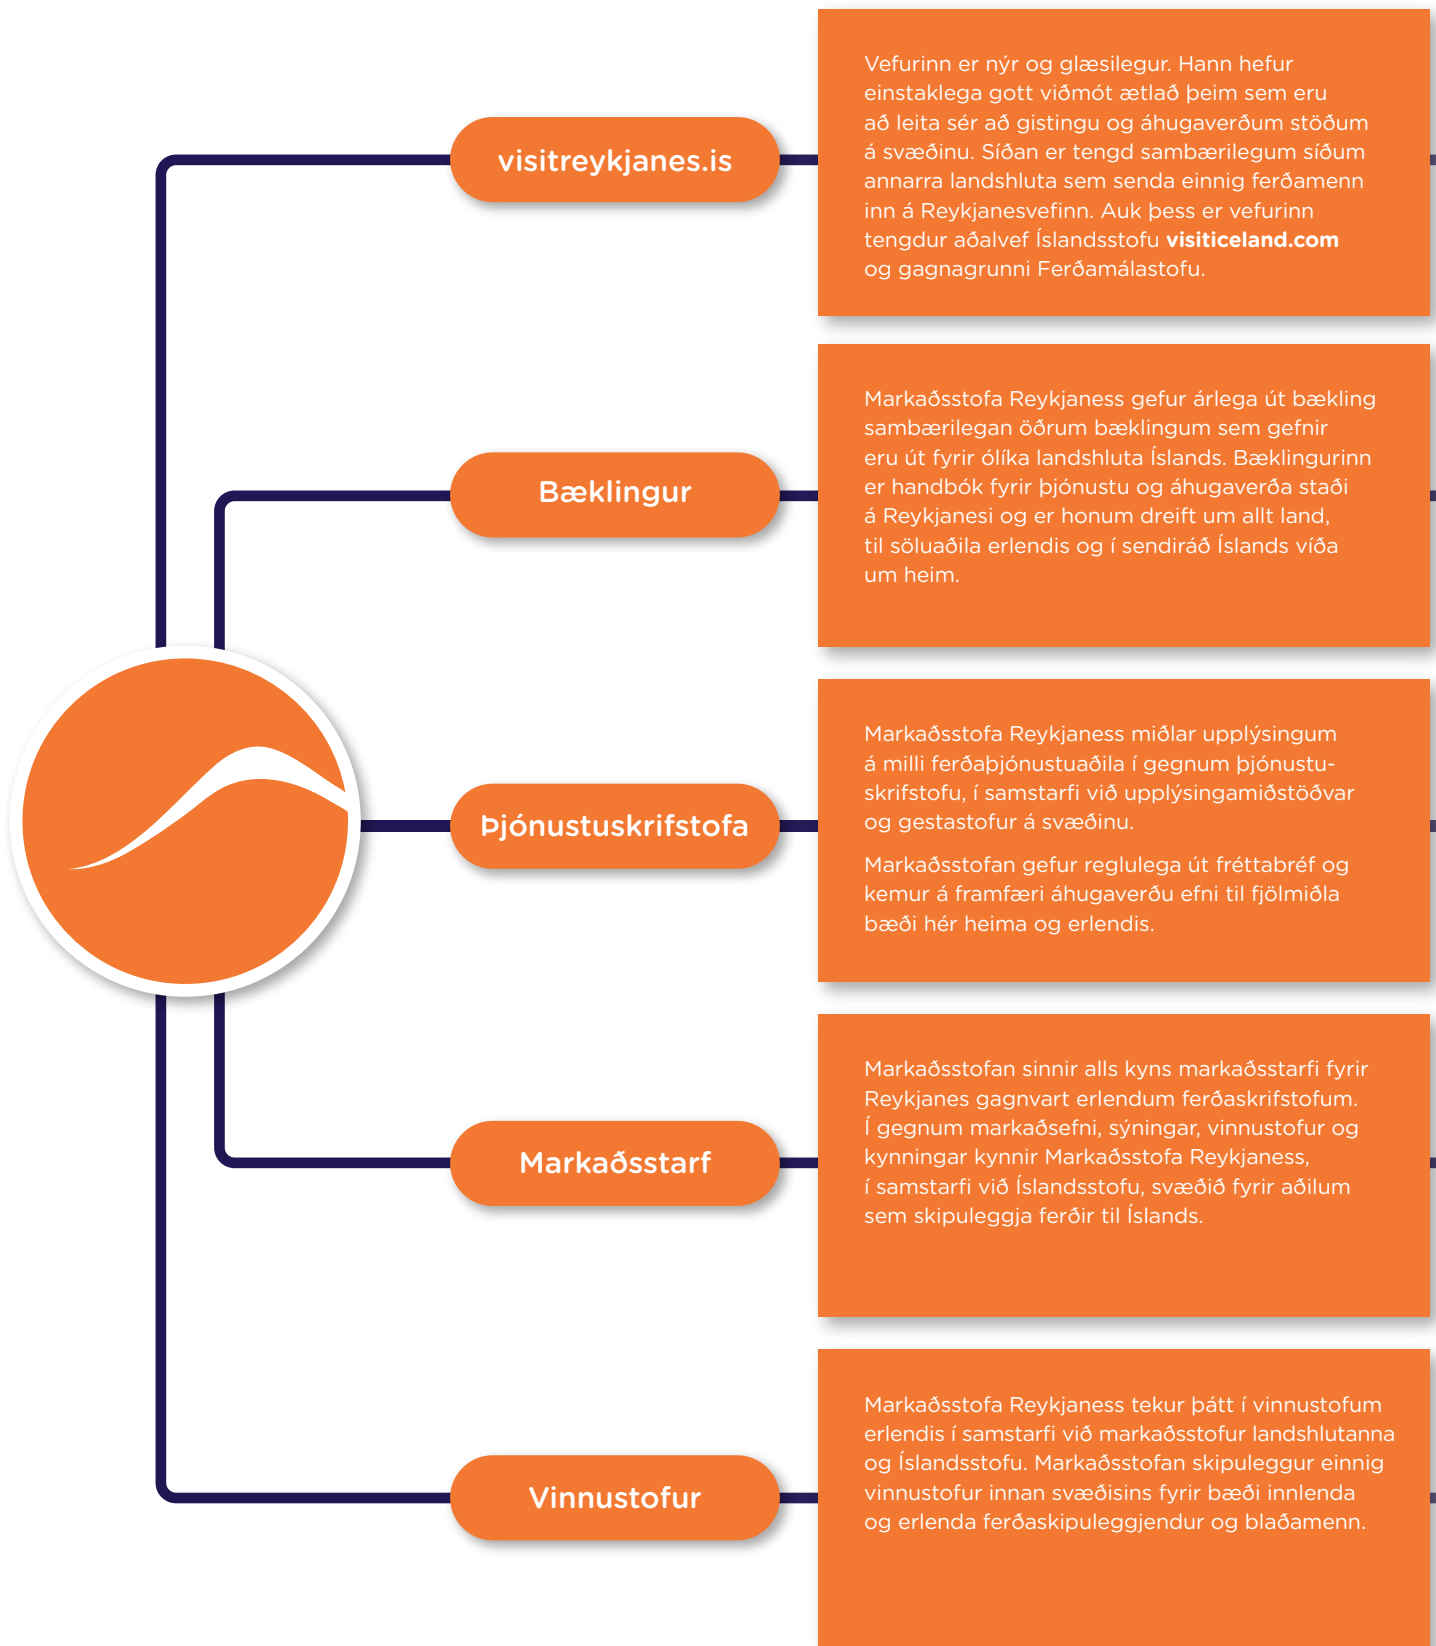 visitreykjanes.is
Vefurinn er nýr og glæsilegur. Hann hefur
einstaklega gott viðmót ætlað þeim sem eru
að leita sér að gistingu og áhugaverðum stöðum
á svæðinu. Síðan er tengd sambærilegum síðum
annarra landshluta sem senda einnig ferðamenn
inn á Reykjanesvefinn. Auk þess er vefurinn
tengdur aðalvef Íslandsstofu visiticeland.com
og gagnagrunni Ferðamálastofu.
Bæklingur
Markaðsstofa Reykjaness gefur árlega út bækling
sambærilegan öðrum bæklingum sem gefnir
eru út fyrir ólíka landshluta Íslands. Bæklingurinn
er handbók fyrir þjónustu og áhugaverða staði
á Reykjanesi og er honum dreift um allt land,
til söluaðila erlendis og í sendiráð Íslands víða
um heim.
Þjónustuskrifstofa
Markaðsstofa Reykjaness miðlar upplýsingum
á milli ferðaþjónustuaðila í gegnum þjónustu-
skrifstofu, í samstarfi við upplýsingamiðstöðvar
og gestastofur á svæðinu.
Markaðsstofan gefur reglulega út fréttabréf og
kemur á framfæri áhugaverðu efni til fjölmiðla
bæði hér heima og erlendis.
Markaðsstarf
Markaðsstofan sinnir alls kyns markaðsstarfi fyrir
Reykjanes gagnvart erlendum ferðaskrifstofum.
Í gegnum markaðsefni, sýningar, vinnustofur og
kynningar kynnir Markaðsstofa Reykjaness,
í samstarfi við Íslandsstofu, svæðið fyrir aðilum
sem skipuleggja ferðir til Íslands.
Vinnustofur
Markaðsstofa Reykjaness tekur þátt í vinnustofum
erlendis í samstarfi við markaðsstofur landshlutanna
og Íslandsstofu. Markaðsstofan skipuleggur einnig
vinnustofur innan svæðisins fyrir bæði innlenda
og erlenda ferðaskipuleggjendur og blaðamenn.